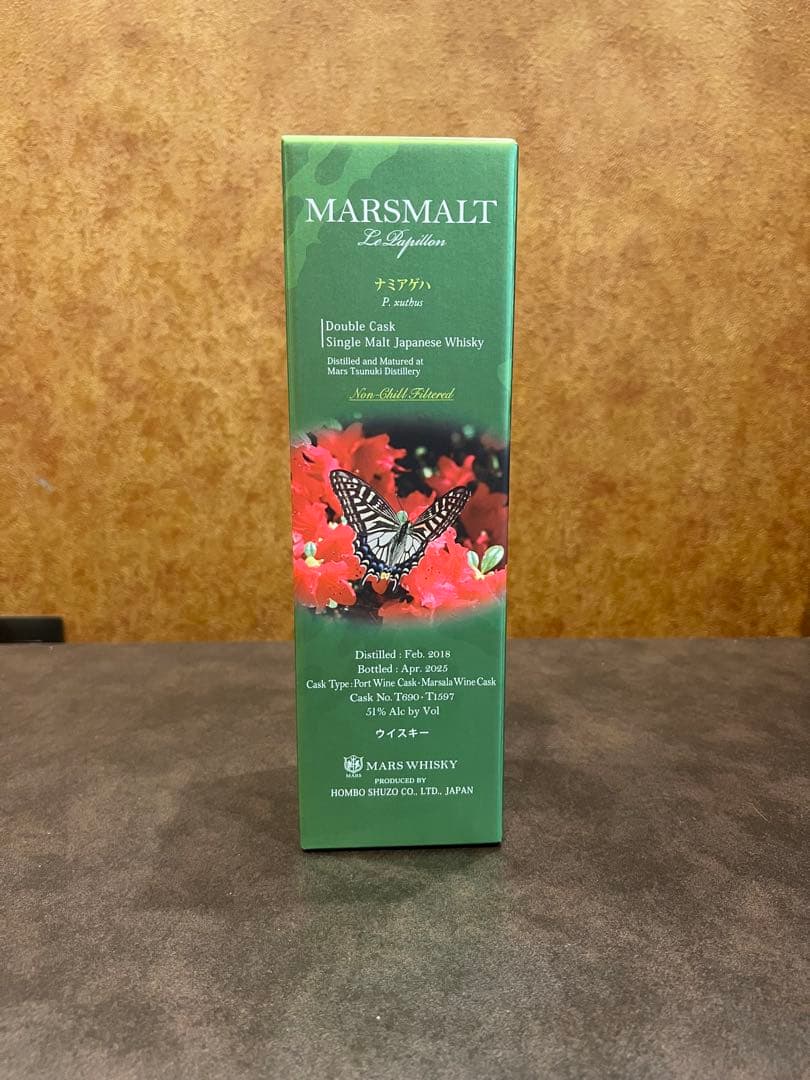 MARSMALT
Le Papillon
ナミアゲハ
P. xuthus
Double Cask
Single Malt Japanese Whisky
Distilled and Matured at
Mars Tsunuki Distillery
Non-Chill Filtered
Distilled : Feb. 2018
Bottled : Apr. 2025
Cask Type : Port Wine Cask・Marsala Wine Cask
Cask No. T690・T1597
51% Alc by Vol
ウイスキー
MARS
MARS WHISKY
PRODUCED BY
HOMBO SHUZO CO., LTD., JAPAN